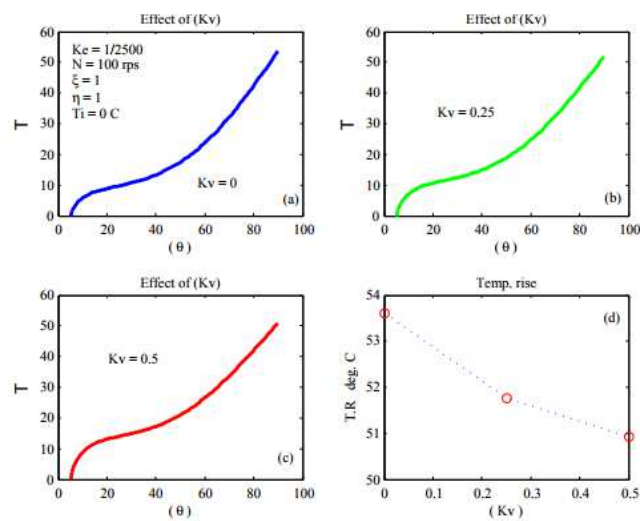 Effect of (Kv)
60
50
40
30
20
10
0
T
Ke = 1/2500
N = 100 rps
ξ = 1
η = 1
Ti = 0 C
Kv = 0
(a)
0 20 40 60 80 100
( θ )
Effect of (Kv)
60
50
40
30
20
10
0
T
Kv = 0.25
(b)
0 20 40 60 80 100
( θ )
Effect of (Kv)
60
50
40
30
20
10
0
T
Kv = 0.5
(c)
0 20 40 60 80 100
( θ )
Temp. rise
54
53
52
51
50
T.R deg. C
(d)
0 0.1 0.2 0.3 0.4 0.5
( Kv )